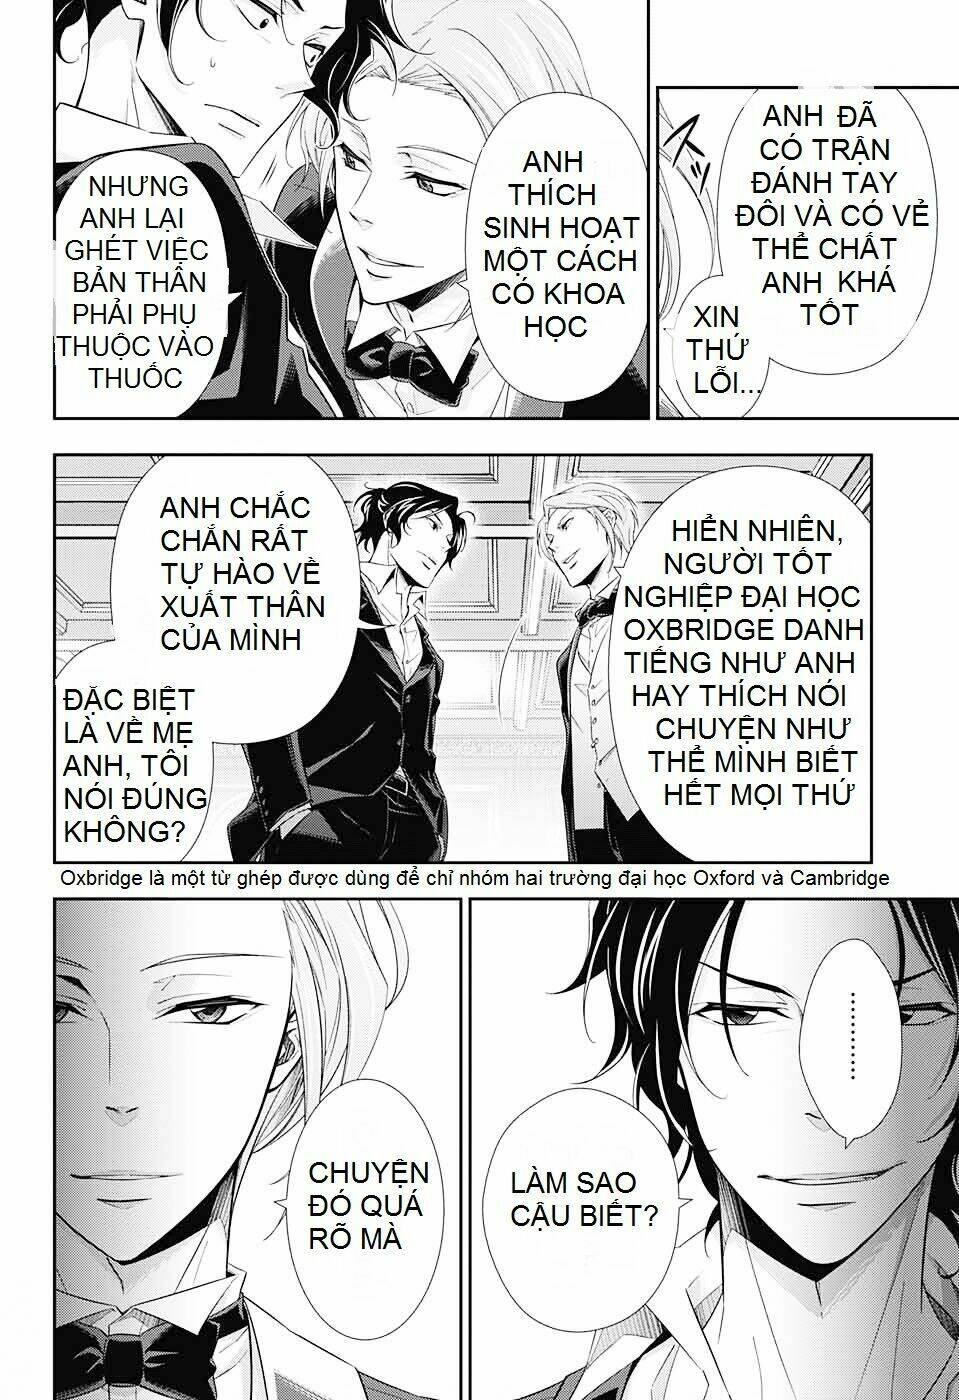 ANH ĐÃ
CÓ TRẬN
ĐÁNH TAY
ĐÔI VÀ CÓ VẺ
THỂ CHẤT
ANH KHÁ
TỐT
XIN
THỨ
LỖI...
ANH
THÍCH
SINH HOẠT
MỘT CÁCH
CÓ KHOA
HỌC
NHƯNG
ANH LẠI
GHÉT VIỆC
BẢN THÂN
PHẢI PHỤ
THUỘC VÀO
THUỐC
HIỂN NHIÊN,
NGƯỜI TỐT
NGHIỆP ĐẠI HỌC
OXBRIDGE DANH
TIẾNG NHƯ ANH
HAY THÍCH NÓI
CHUYỆN NHƯ
THỂ MÌNH BIẾT
HẾT MỌI THỨ
ANH CHẮC
CHẮN RẤT
TỰ HÀO VỀ
XUẤT THÂN
CỦA MÌNH
ĐẶC BIỆT
LÀ VỀ MẸ
ANH, TÔI
NÓI ĐÚNG
KHÔNG?
Oxbridge là một từ ghép được dùng để chỉ nhóm hai trường đại học Oxford và Cambridge
.........
LÀM SAO
CẬU BIẾT?
CHUYỆN
ĐÓ QUÁ
RÕ MÀ